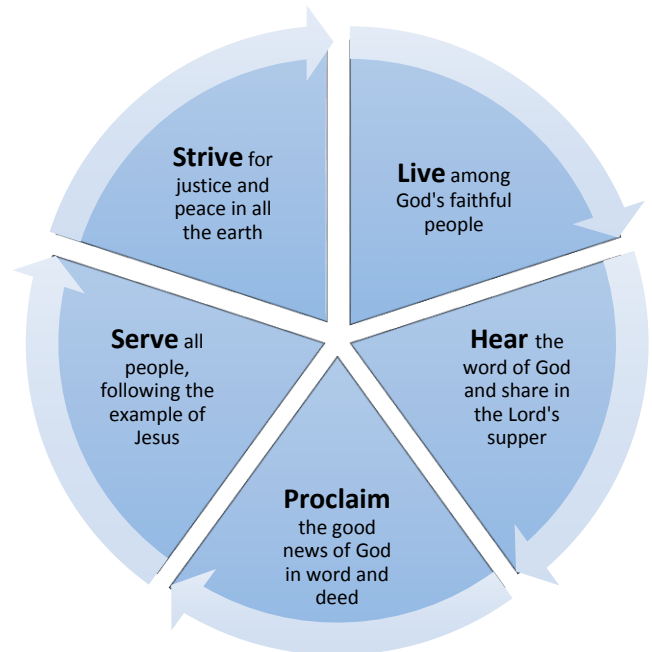 Live among
God's faithful
people
Hear the
word of God
and share in
the Lord's
supper
Proclaim
the good
news of God
in word and
deed
Serve all
people,
following the
example of
Jesus
Strive for
justice and
peace in all
the earth